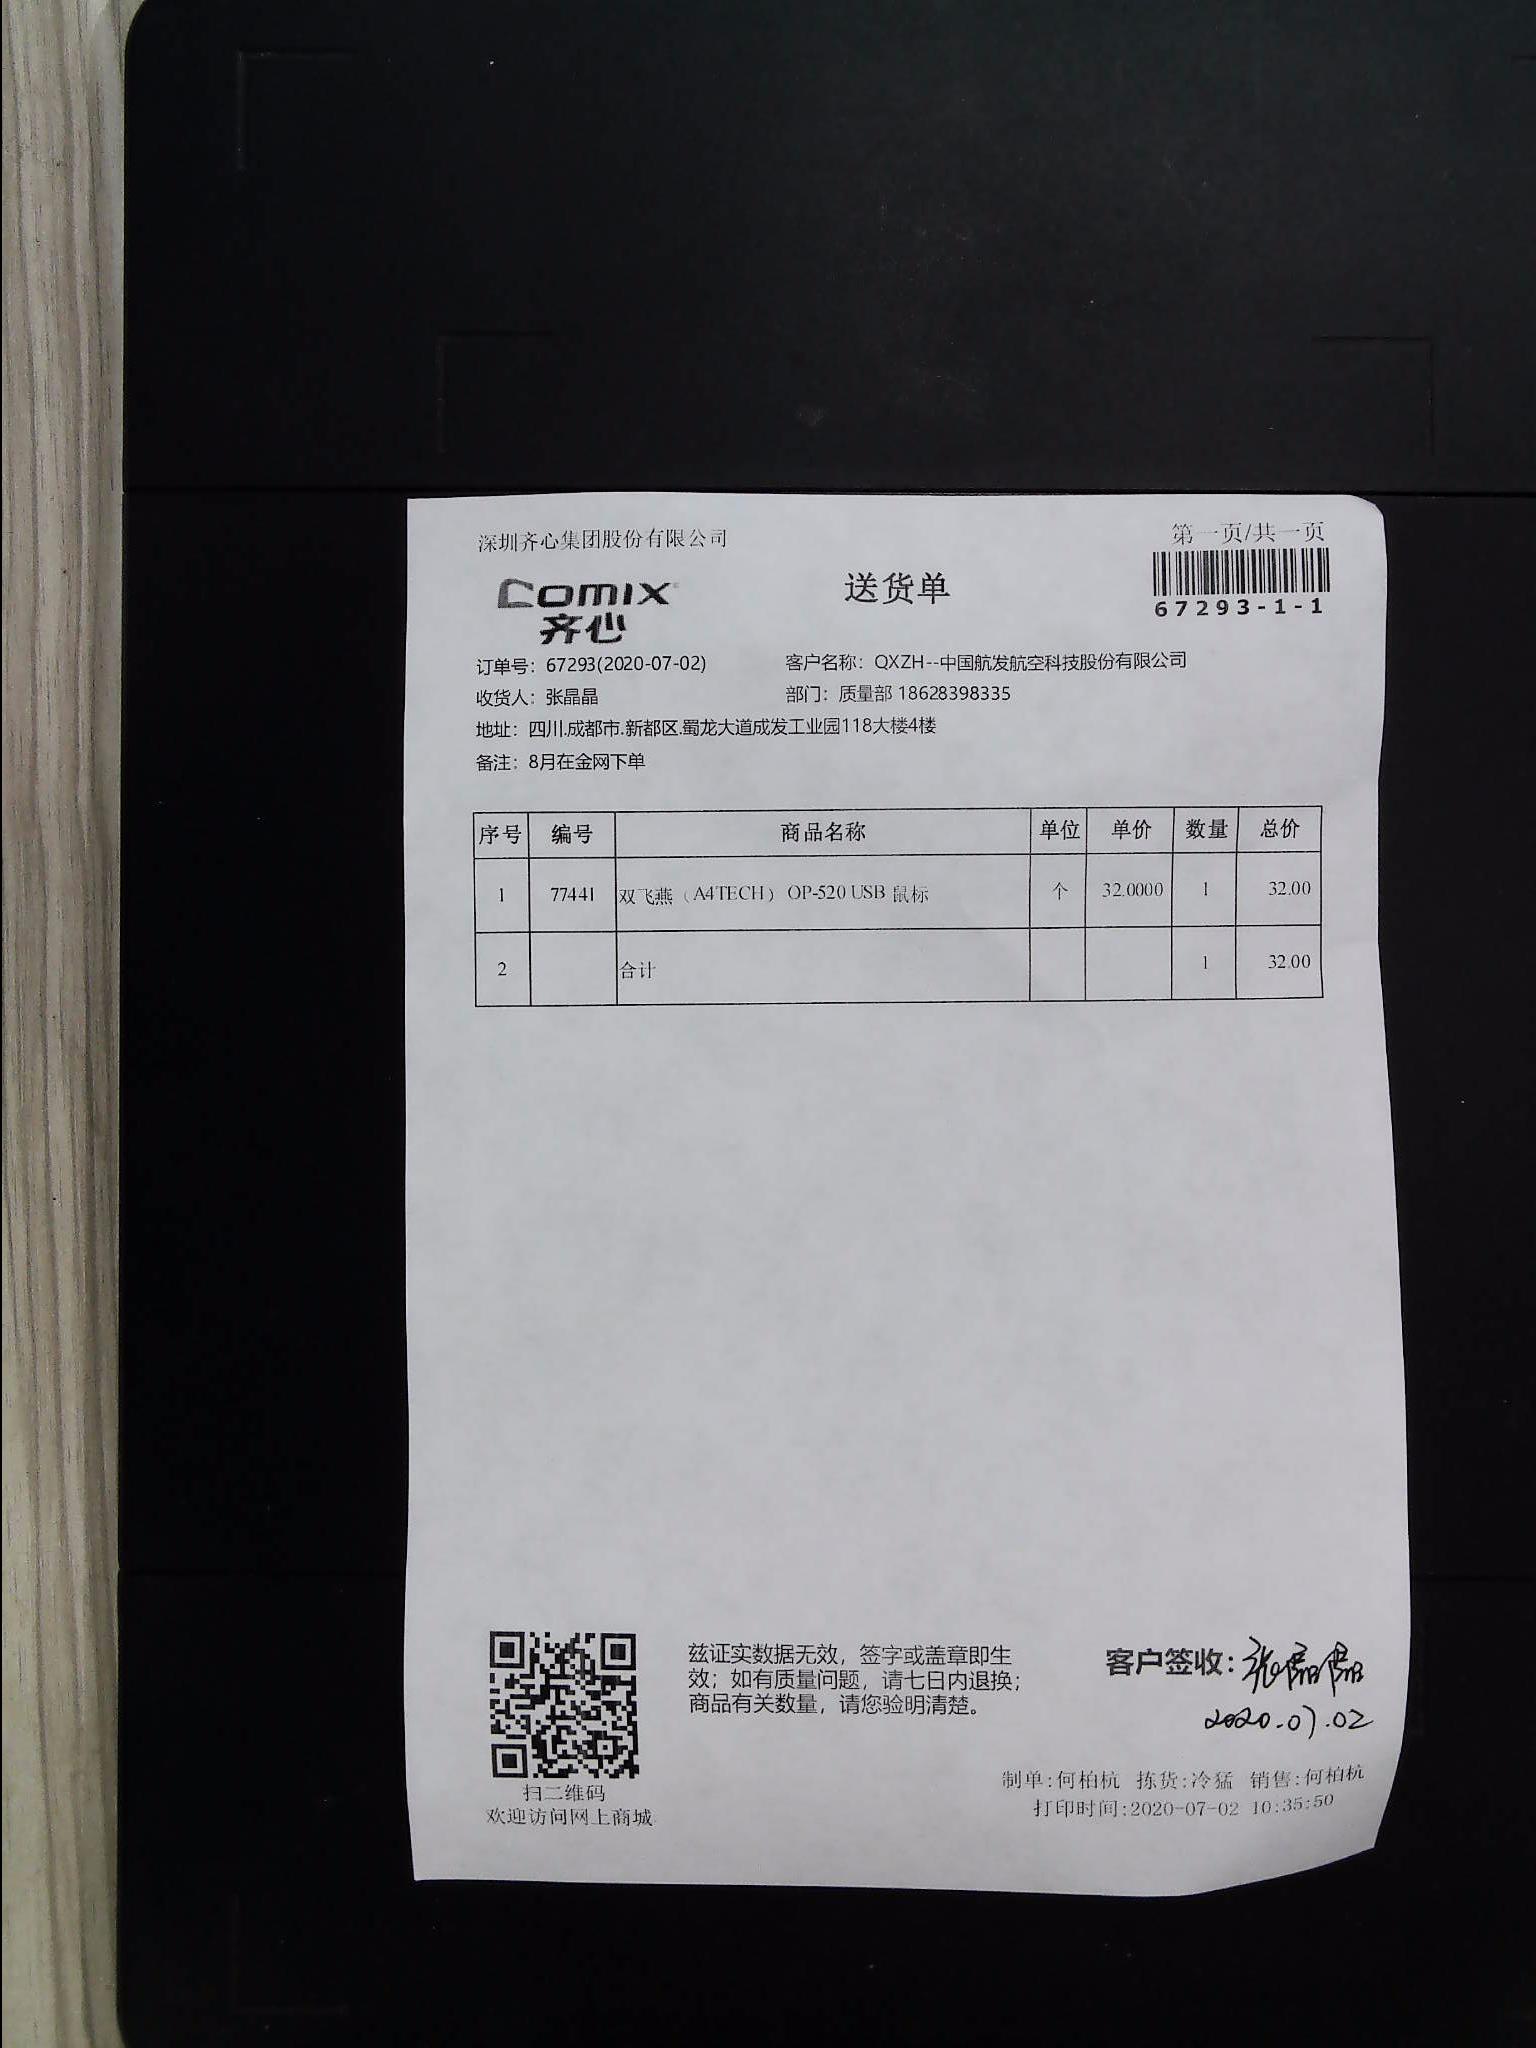 深圳齐心集团股份有限公司
第一页/共一页
comix
齐心
送货单
67293-1-1
订单号：67293(2020-07-02) 客户名称：QXZH--中国航发航空科技股份有限公司
收货人：张晶晶 部门：质量部 18628398335
地址：四川.成都市.新都区.蜀龙大道成发工业园118大楼4楼
备注：8月在金网下单
序号 编号 商品名称 单位 单价 数量 总价
1 77441 双飞燕（A4TECH）OP-520 USB 鼠标 个 32.0000 1 32.00
2 合计 1 32.00
兹证实数据无效，签字或盖章即生
效；如有质量问题，请七日内退换；
商品有关数量，请您验明清楚。
客户签收：张晶晶
2020.07.02
扫二维码
欢迎访问网上商城
制单:何柏杭 拣货:冷猛 销售:何柏杭
打印时间:2020-07-02 10:35:50